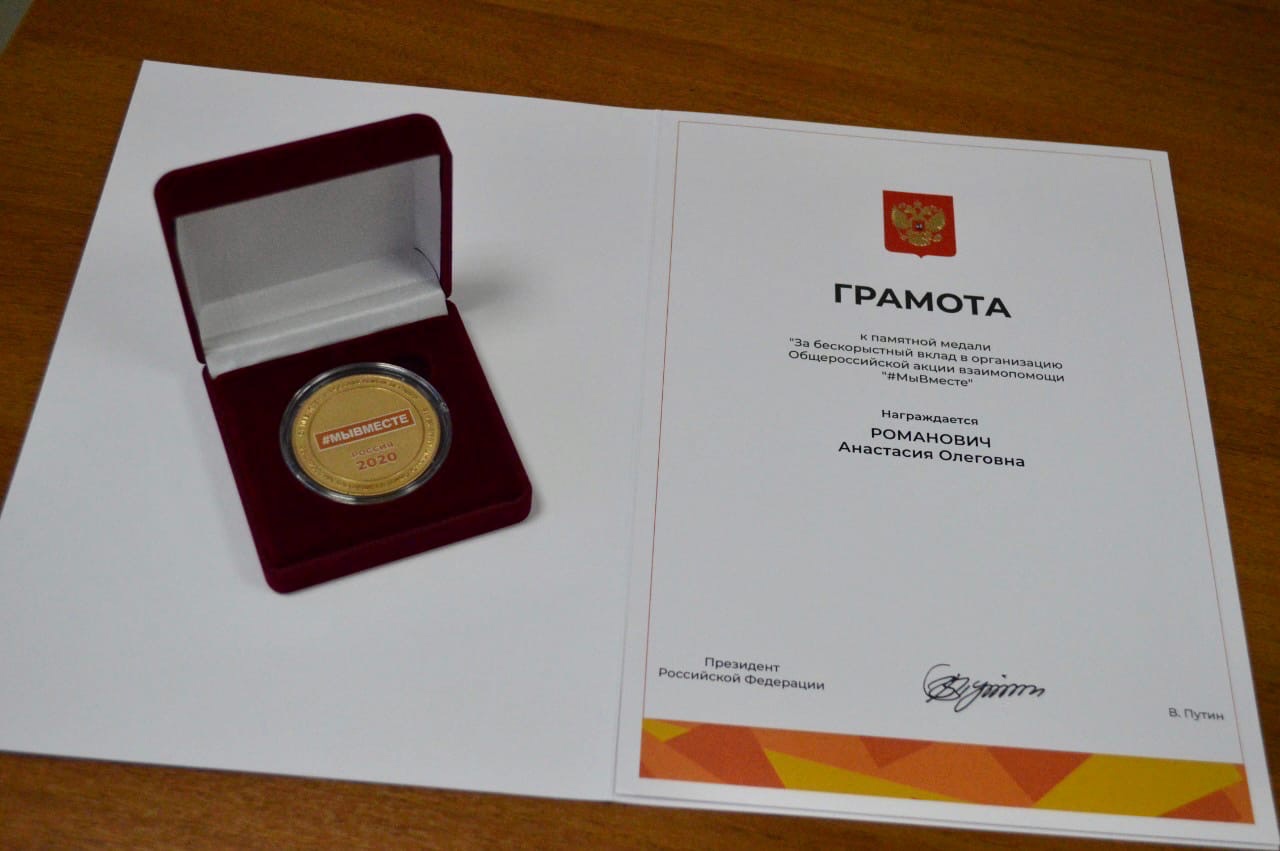 #МЫВМЕСТЕ
РОССИЯ
2020
ГРАМОТА
к памятной медали
"За бескорыстный вклад в организацию
Общероссийской акции взаимопомощи
"#МыВместе"
Награждается
РОМАНОВИЧ
Анастасия Олеговна
Президент
Российской Федерации
В. Путин